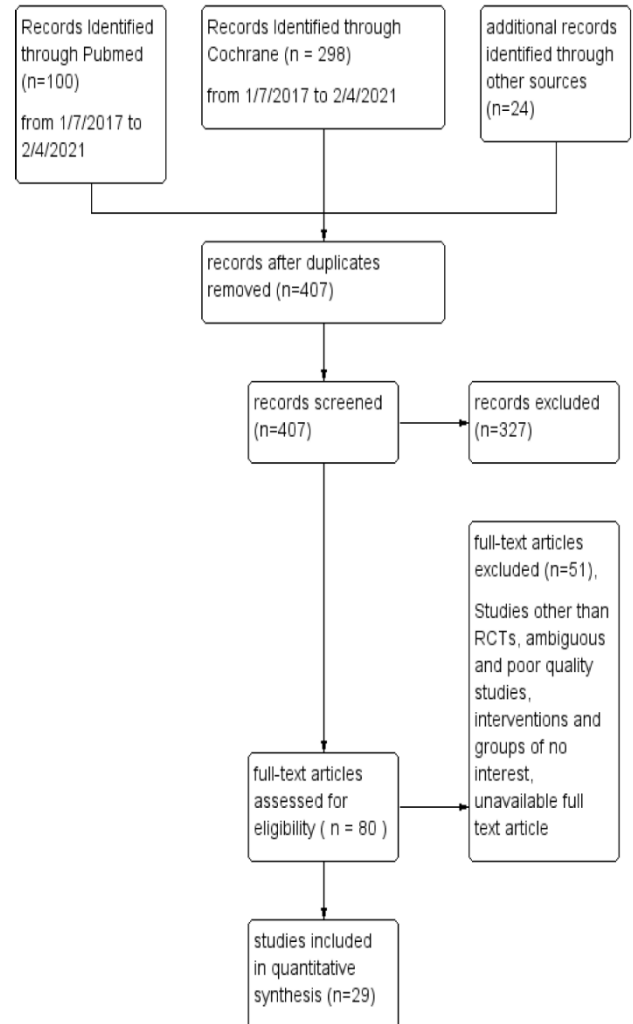 Records Identified
through Pubmed
(n=100)
from 1/7/2017 to
2/4/2021
Records Identified through
Cochrane (n = 298)
from 1/7/2017 to 2/4/2021
additional records
identified through
other sources
(n=24)
records after duplicates
removed (n=407)
records screened
(n=407)
records excluded
(n=327)
full-text articles
excluded (n=51),
Studies other than
RCTs, ambiguous
and poor quality
studies,
interventions and
groups of no
interest,
unavailable full
text article
full-text articles
assessed for
eligibility ( n = 80 )
studies included
in quantitative
synthesis (n=29)